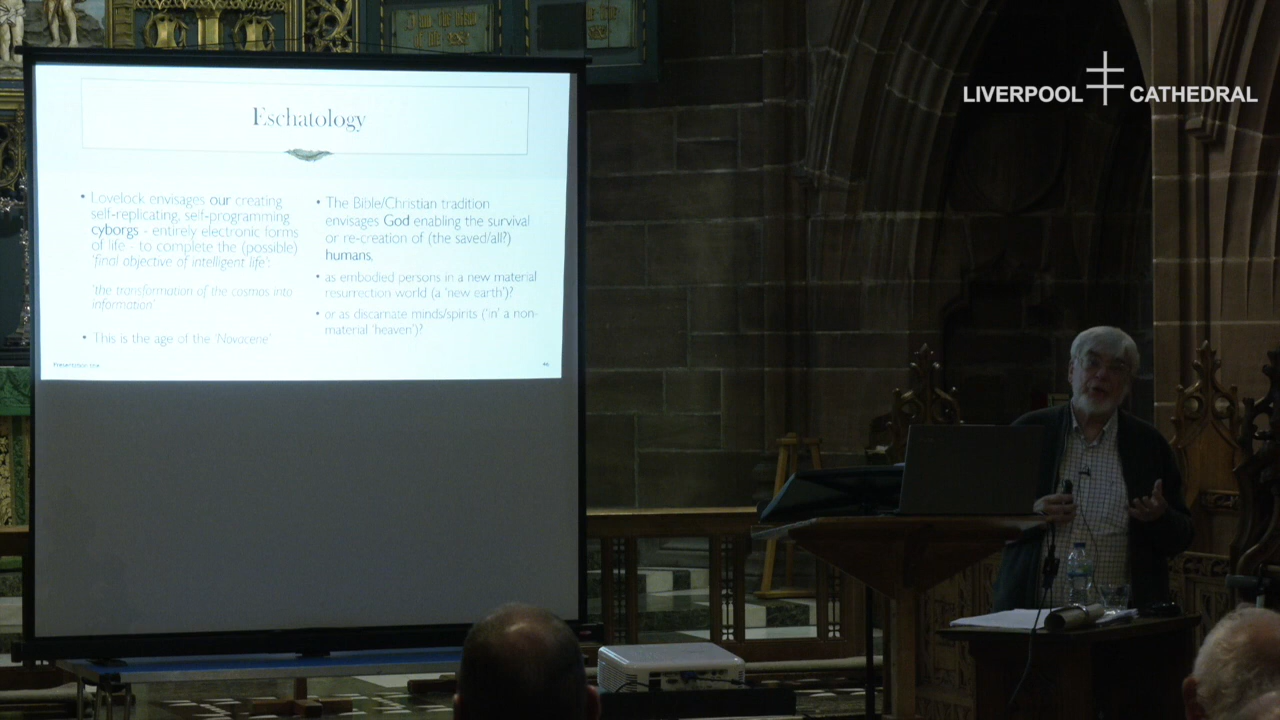 LIVERPOOL CATHEDRAL
Eschatology
• Lovelock envisages our creating
self-replicating, self-programming
cyborgs - entirely electronic forms
of life - to complete the (possible)
'final objective of intelligent life':
'the transformation of the cosmos into
information'
• This is the age of the 'Novacene'
• The Bible/Christian tradition
envisages God enabling the survival
or re-creation of (the saved/all?)
humans,
• as embodied persons in a new material
resurrection world (a 'new earth')?
• or as discarnate minds/spirits ('in' a non-
material 'heaven')?
Presentation title